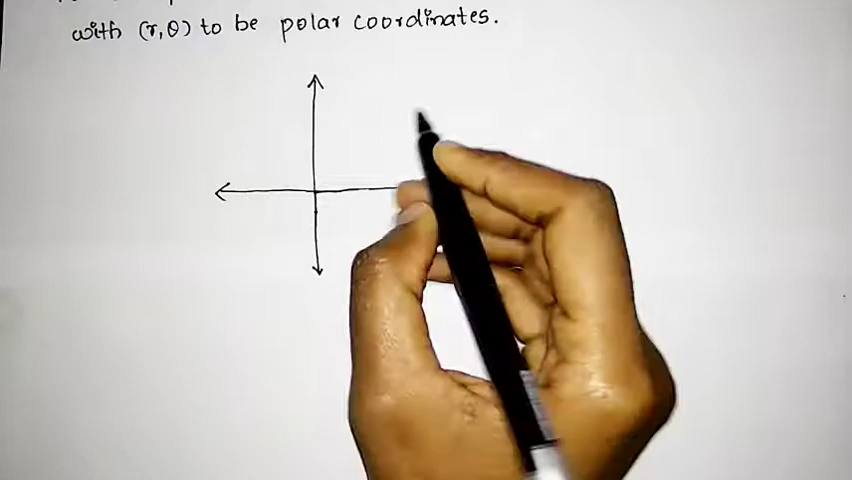 with (r,θ) to be polar coordinates.